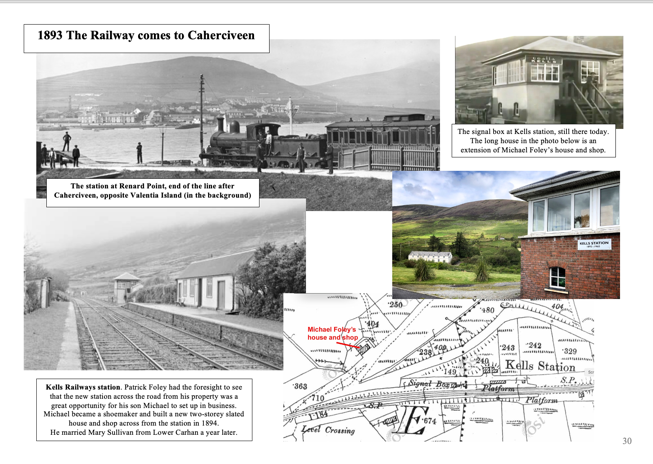 1893 The Railway comes to Caherciveen
The signal box at Kells station, still there today.
The long house in the photo below is an
extension of Michael Foley's house and shop.
The station at Renard Point, end of the line after
Caherciveen, opposite Valentia Island (in the background)
KELLS STATION
Michael Foley's
house and shop
·250
·404
·480
404
238
409
·243
·242
·329
149
·240
Kells Station
·363
Signal Box
Platform
S.P.
710
S.P.
Platform
1·184
E
·674
Level Crossing
Kells Railways station. Patrick Foley had the foresight to see
that the new station across the road from his property was a
great opportunity for his son Michael to set up in business.
Michael became a shoemaker and built a new two-storey slated
house and shop across from the station in 1894.
He married Mary Sullivan from Lower Carhan a year later.
30